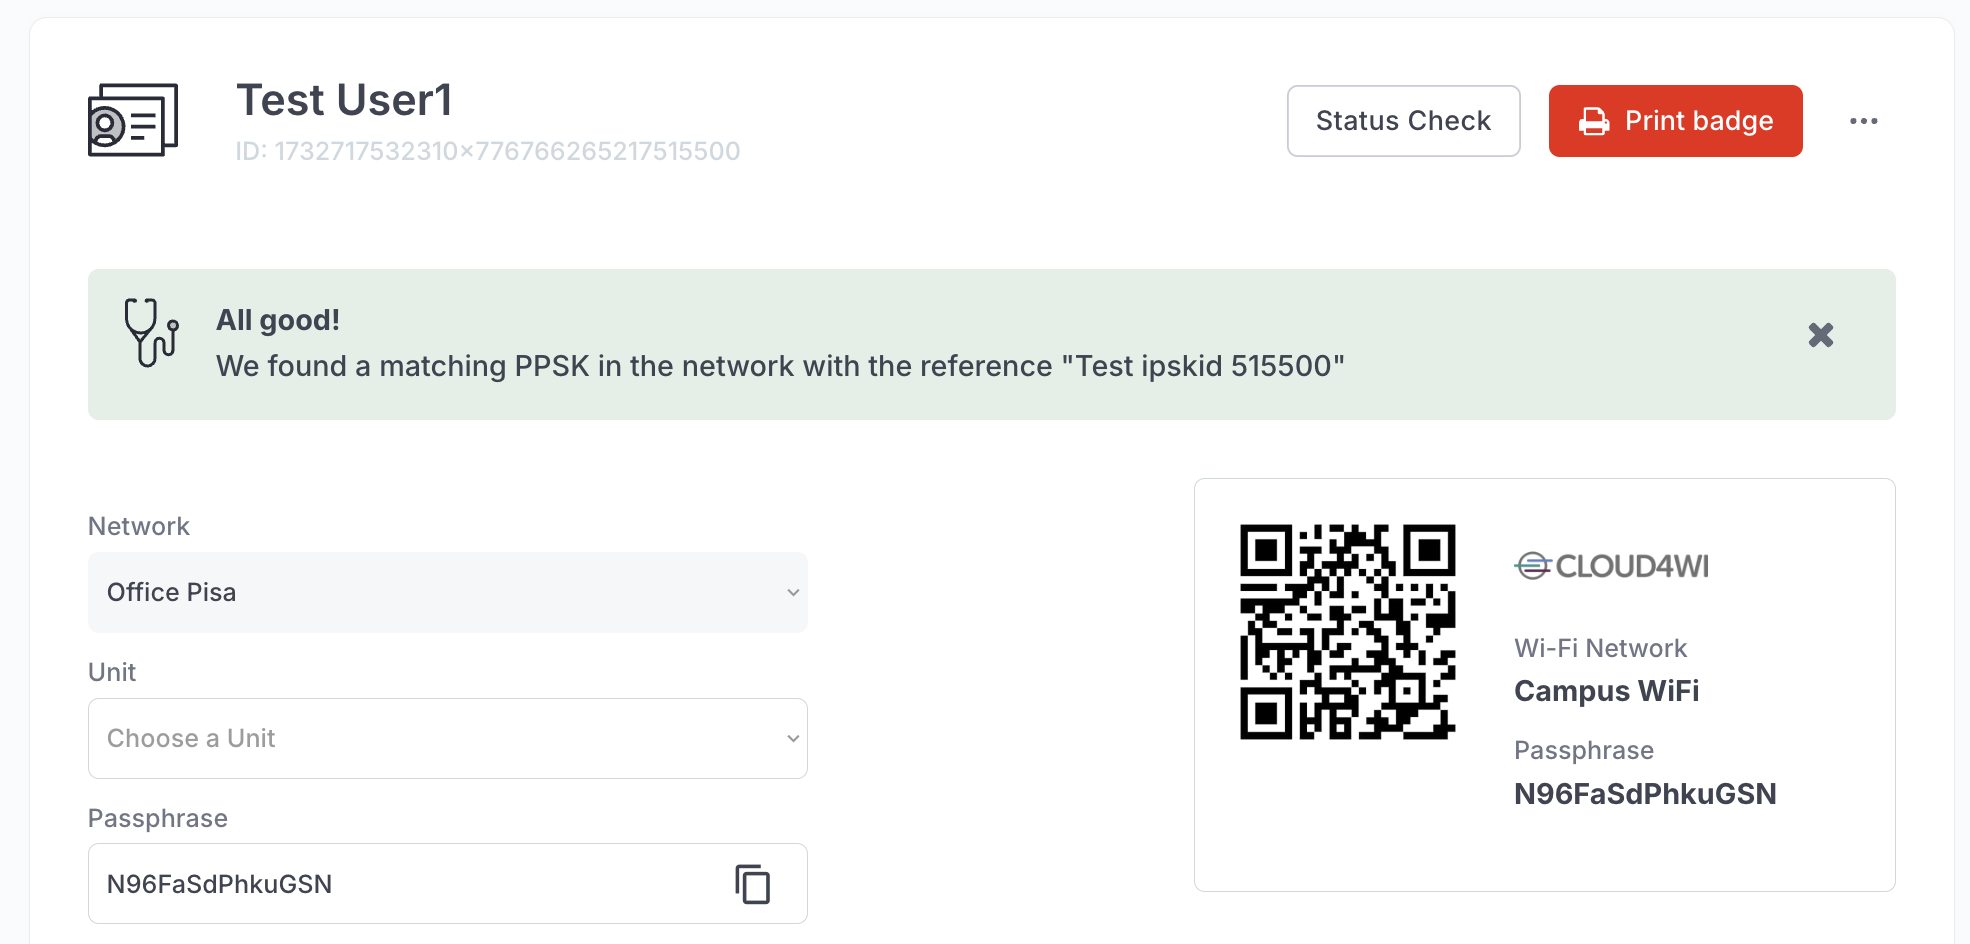 Test User1
ID: 1732717532310×776766265217515500
Status Check
Print badge
All good!
We found a matching PPSK in the network with the reference "Test ipskid 515500"
Network
Office Pisa
Unit
Choose a Unit
Passphrase
N96FaSdPhkuGSN
CLOUD4WI
Wi-Fi Network
Campus WiFi
Passphrase
N96FaSdPhkuGSN